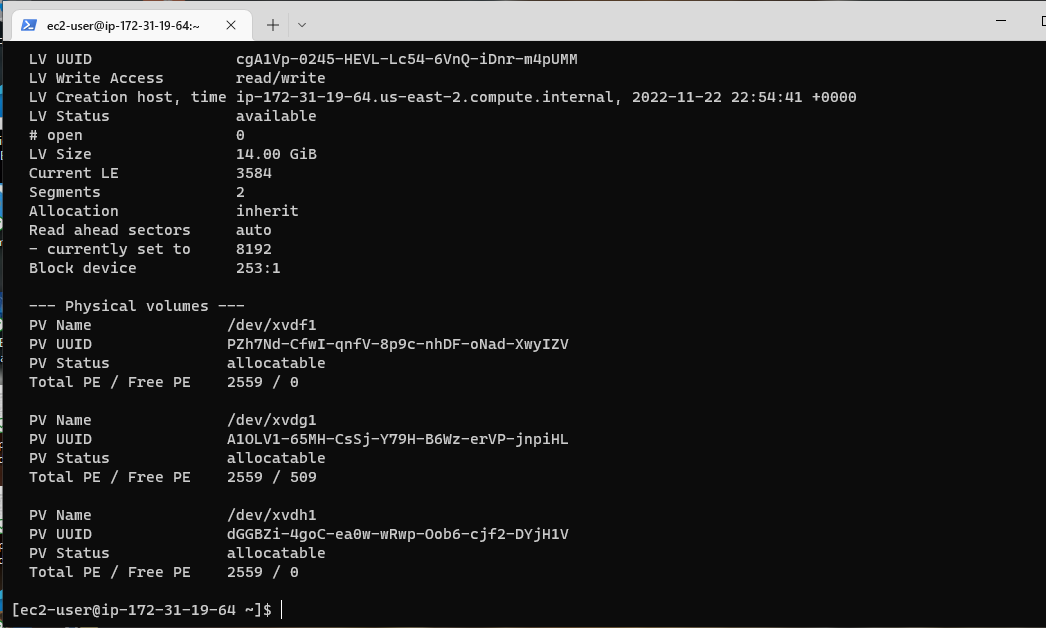 ec2-user@ip-172-31-19-64:~
LV UUID cgA1Vp-0245-HEVL-Lc54-6VnQ-iDnr-m4pUMM
LV Write Access read/write
LV Creation host, time ip-172-31-19-64.us-east-2.compute.internal, 2022-11-22 22:54:41 +0000
LV Status available
# open 0
LV Size 14.00 GiB
Current LE 3584
Segments 2
Allocation inherit
Read ahead sectors auto
- currently set to 8192
Block device 253:1
--- Physical volumes ---
PV Name /dev/xvdf1
PV UUID PZh7Nd-CfwI-qnfV-8p9c-nhDF-oNad-XwyIZV
PV Status allocatable
Total PE / Free PE 2559 / 0
PV Name /dev/xvdg1
PV UUID A1OLV1-65MH-CsSj-Y79H-B6Wz-erVP-jnpiHL
PV Status allocatable
Total PE / Free PE 2559 / 509
PV Name /dev/xvdh1
PV UUID dGGBZi-4goC-ea0w-wRwp-Oob6-cjf2-DYjH1V
PV Status allocatable
Total PE / Free PE 2559 / 0
[ec2-user@ip-172-31-19-64 ~]$